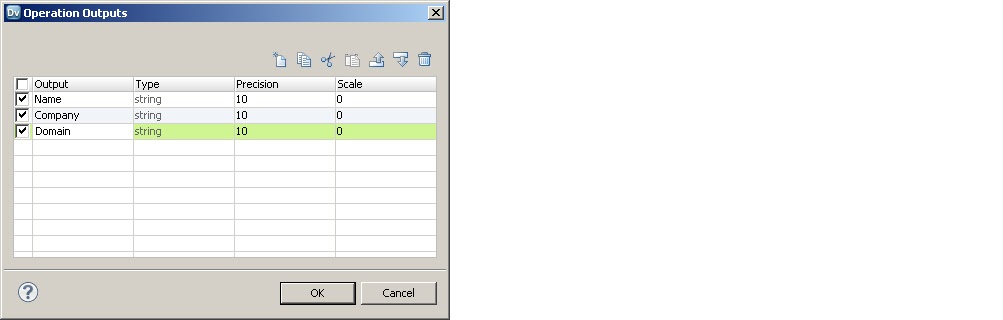 Dv Operation Outputs
Output Type Precision Scale
Name string 10 0
Company string 10 0
Domain string 10 0
? OK Cancel